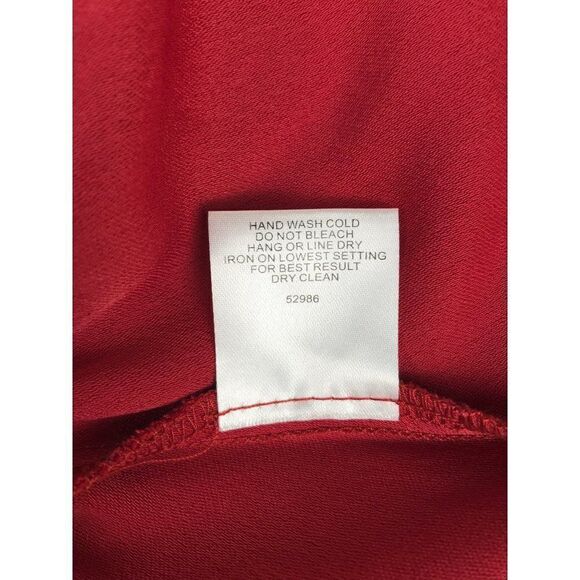 HAND WASH COLD
DO NOT BLEACH
HANG OR LINE DRY
IRON ON LOWEST SETTING
FOR BEST RESULT
DRY CLEAN
52986